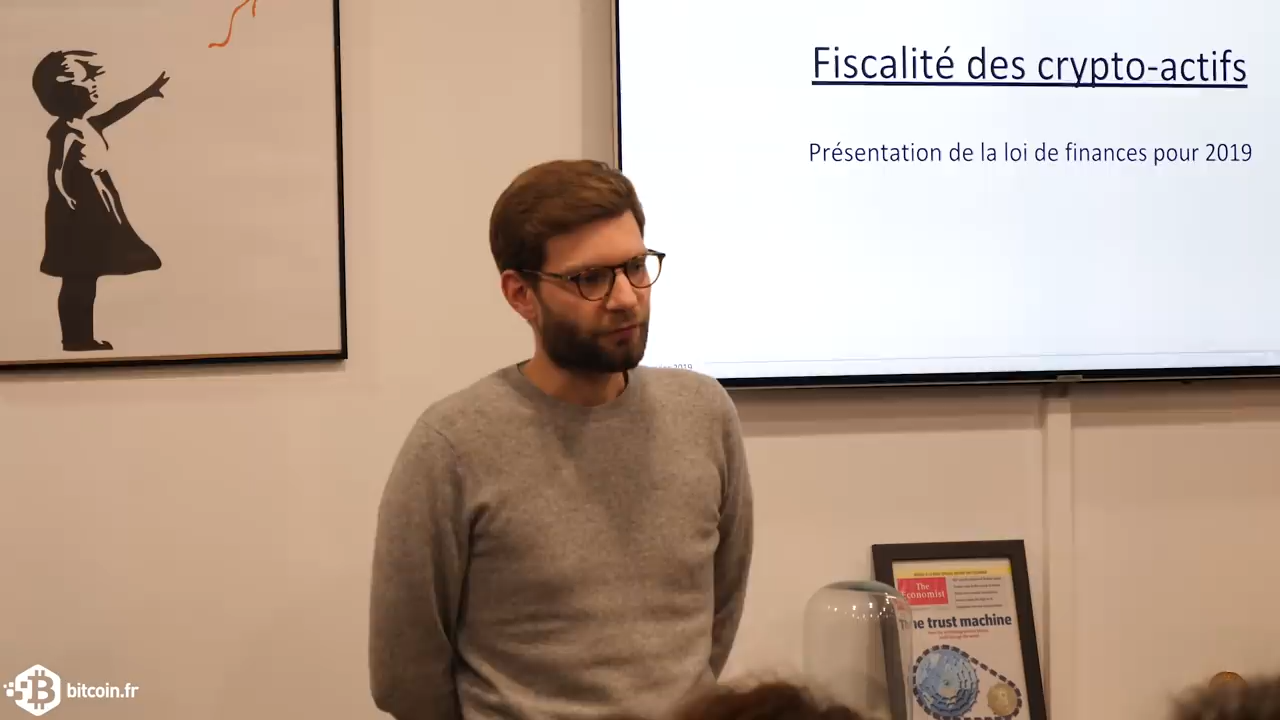 Fiscalité des crypto-actifs
Présentation de la loi de finances pour 2019
2019
The
Economist
The trust machine
bitcoin.fr